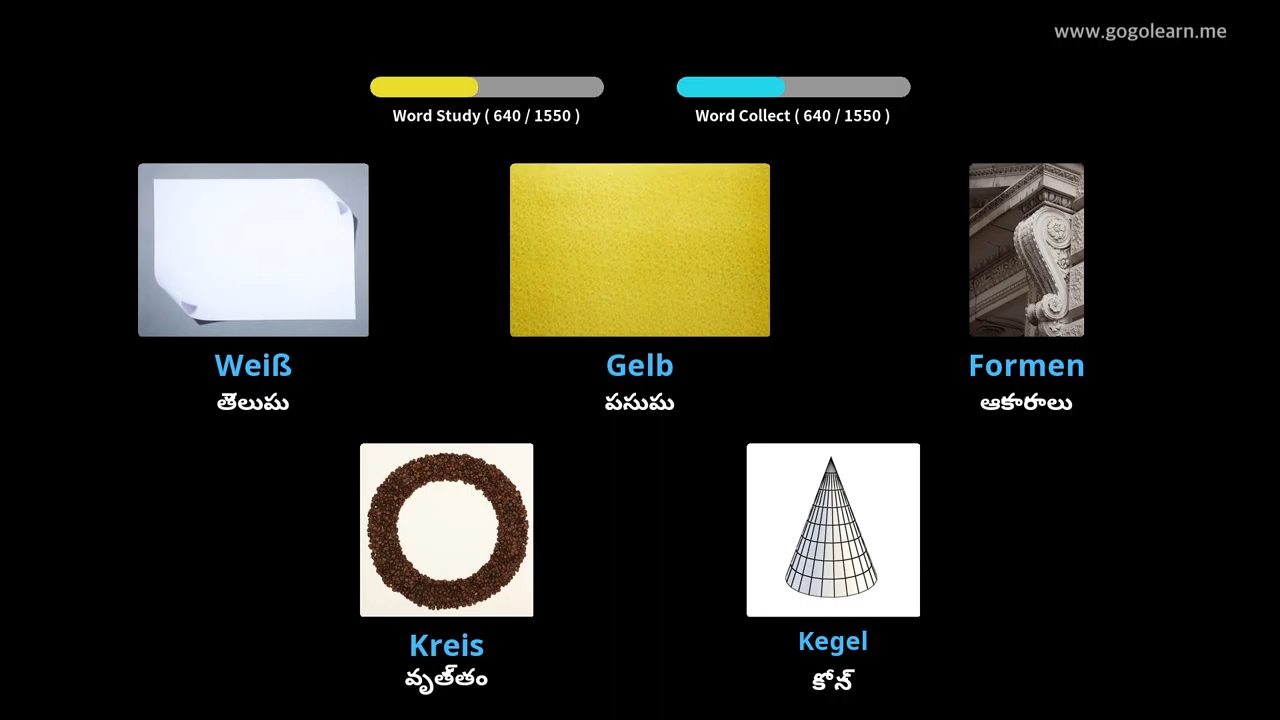 www.gogolearn.me
Word Study ( 640 / 1550 )
Word Collect ( 640 / 1550 )
Weiß
తెలుపు
Gelb
పసుపు
Formen
ఆకారాలు
Kreis
వృత్తం
Kegel
కోన్